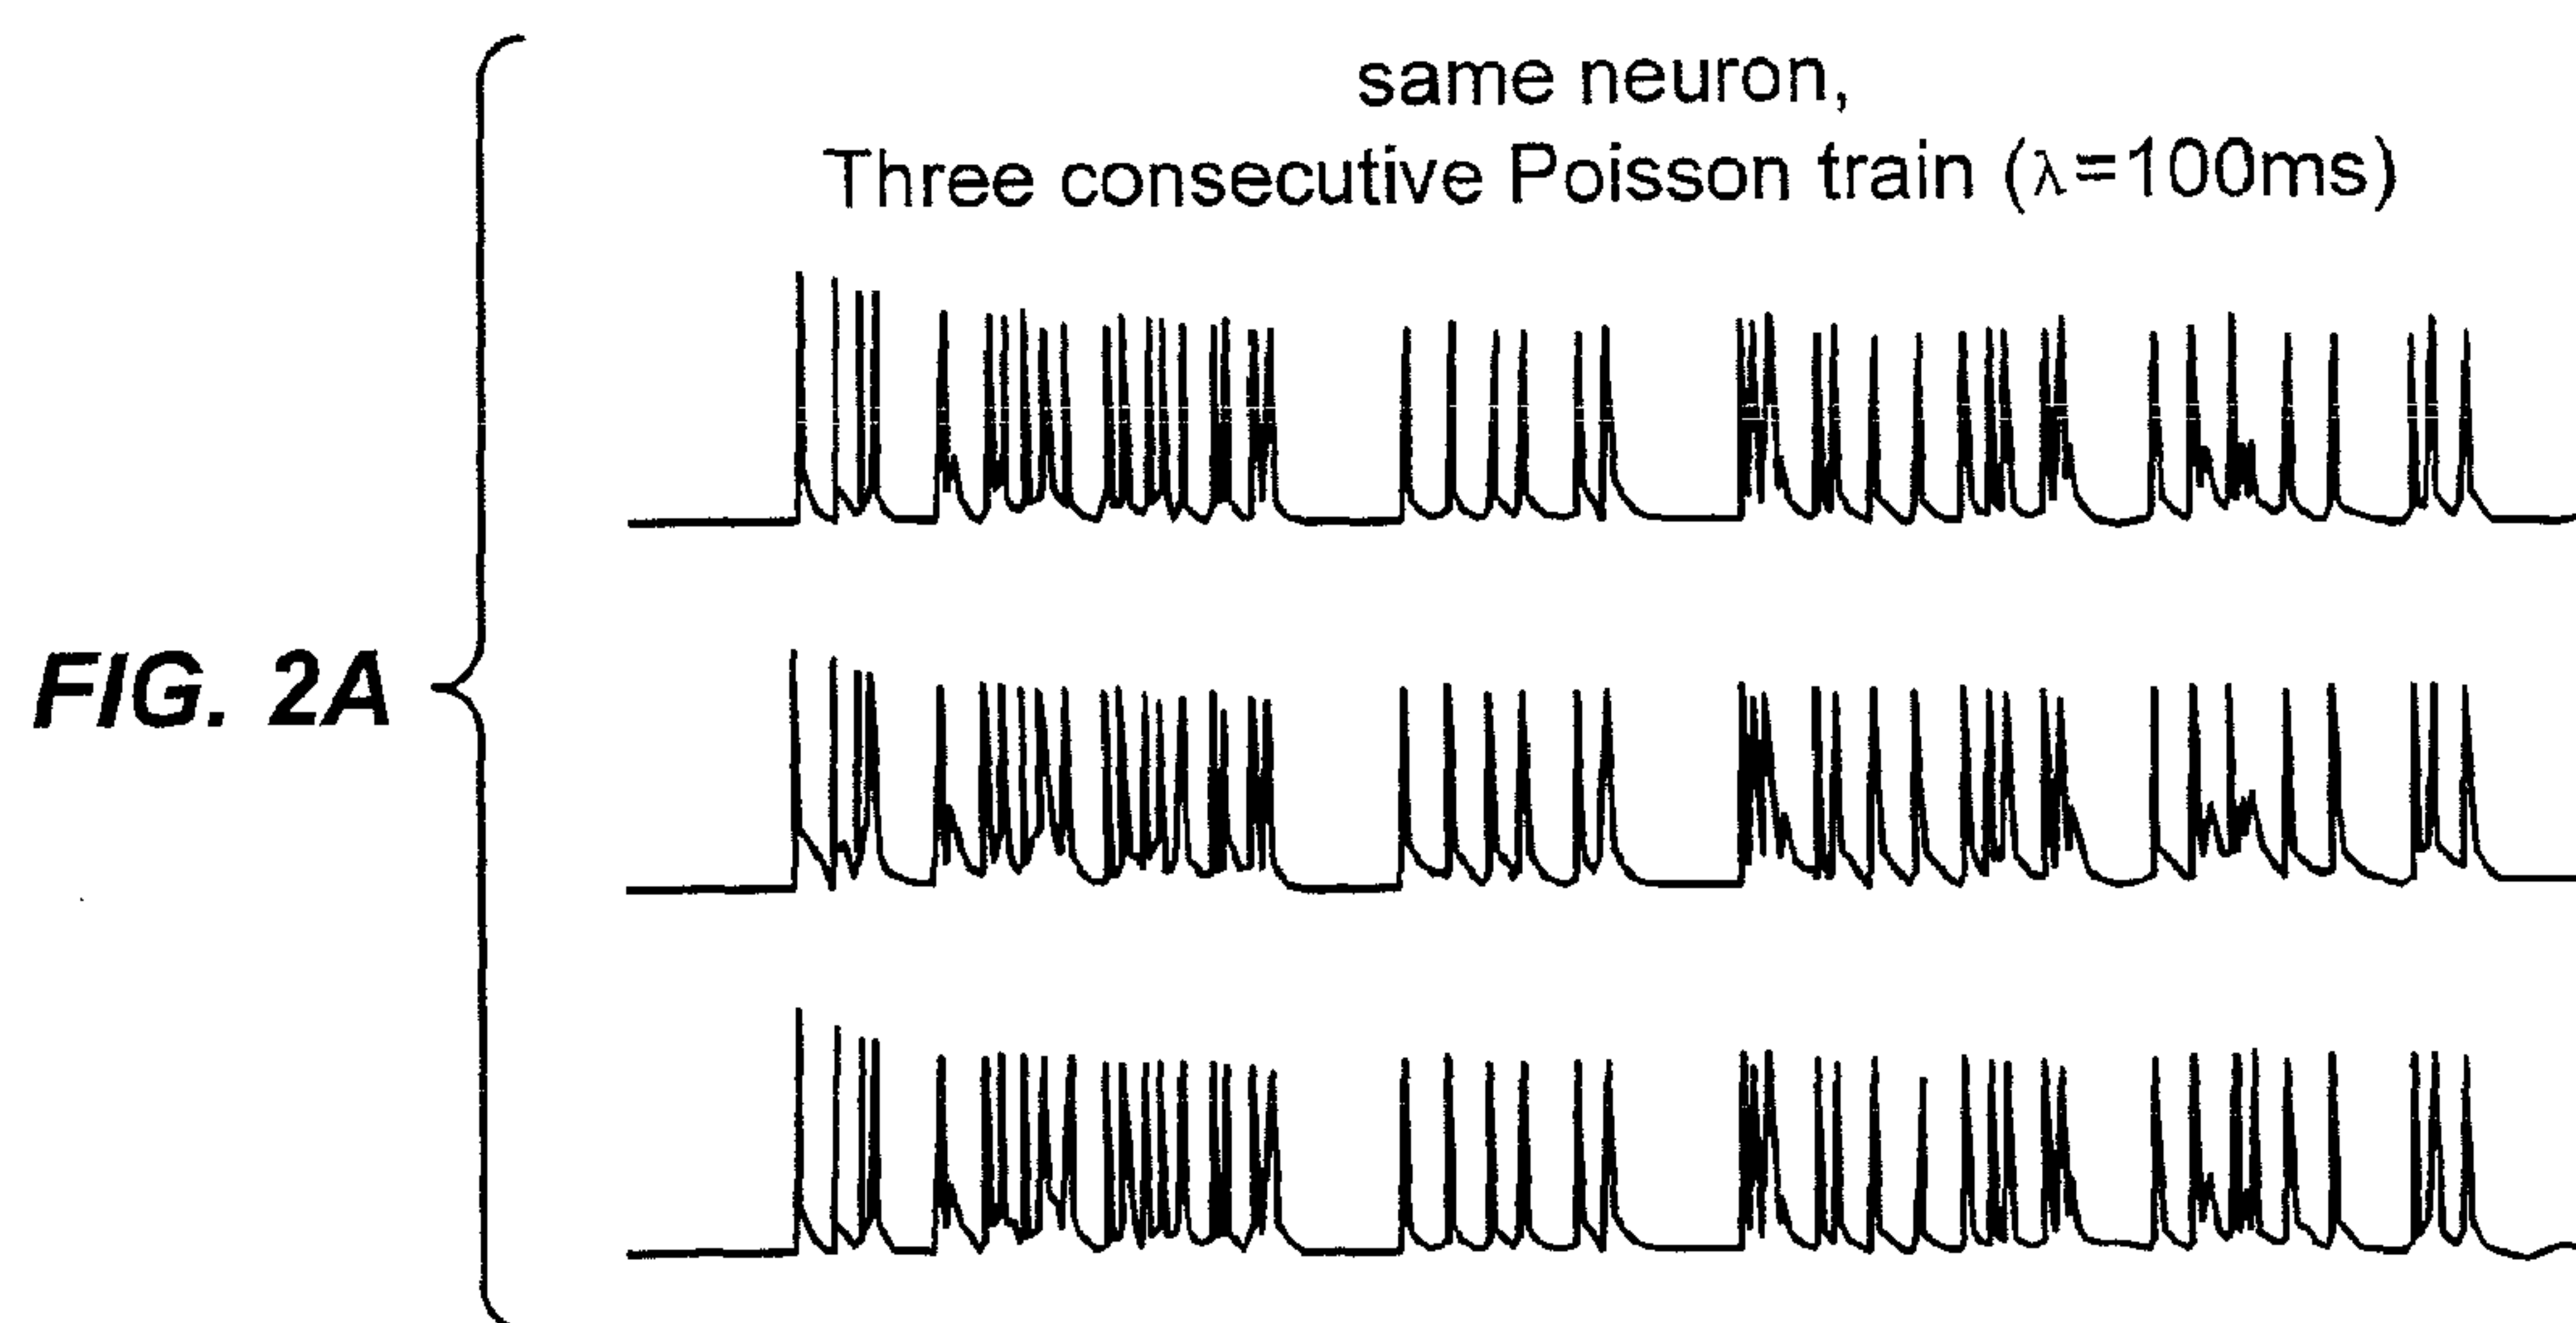 same neuron,
Three consecutive Poisson train (λ=100ms)
FIG. 2A